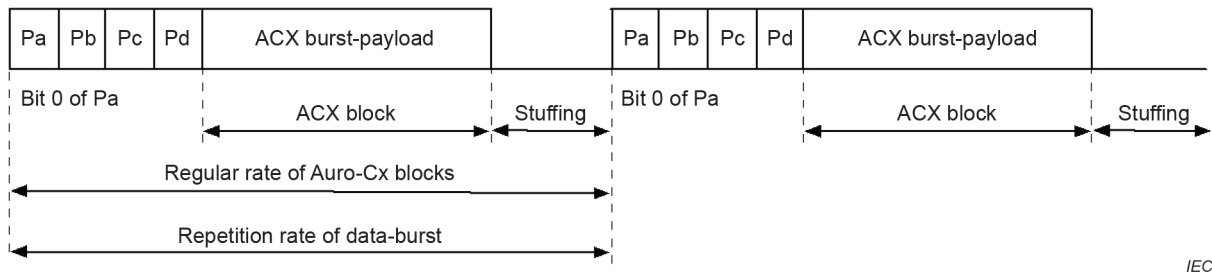 Pa Pb Pc Pd ACX burst-payload Pa Pb Pc Pd ACX burst-payload
Bit 0 of Pa Bit 0 of Pa
ACX block Stuffing ACX block Stuffing
Regular rate of Auro-Cx blocks
Repetition rate of data-burst
IEC